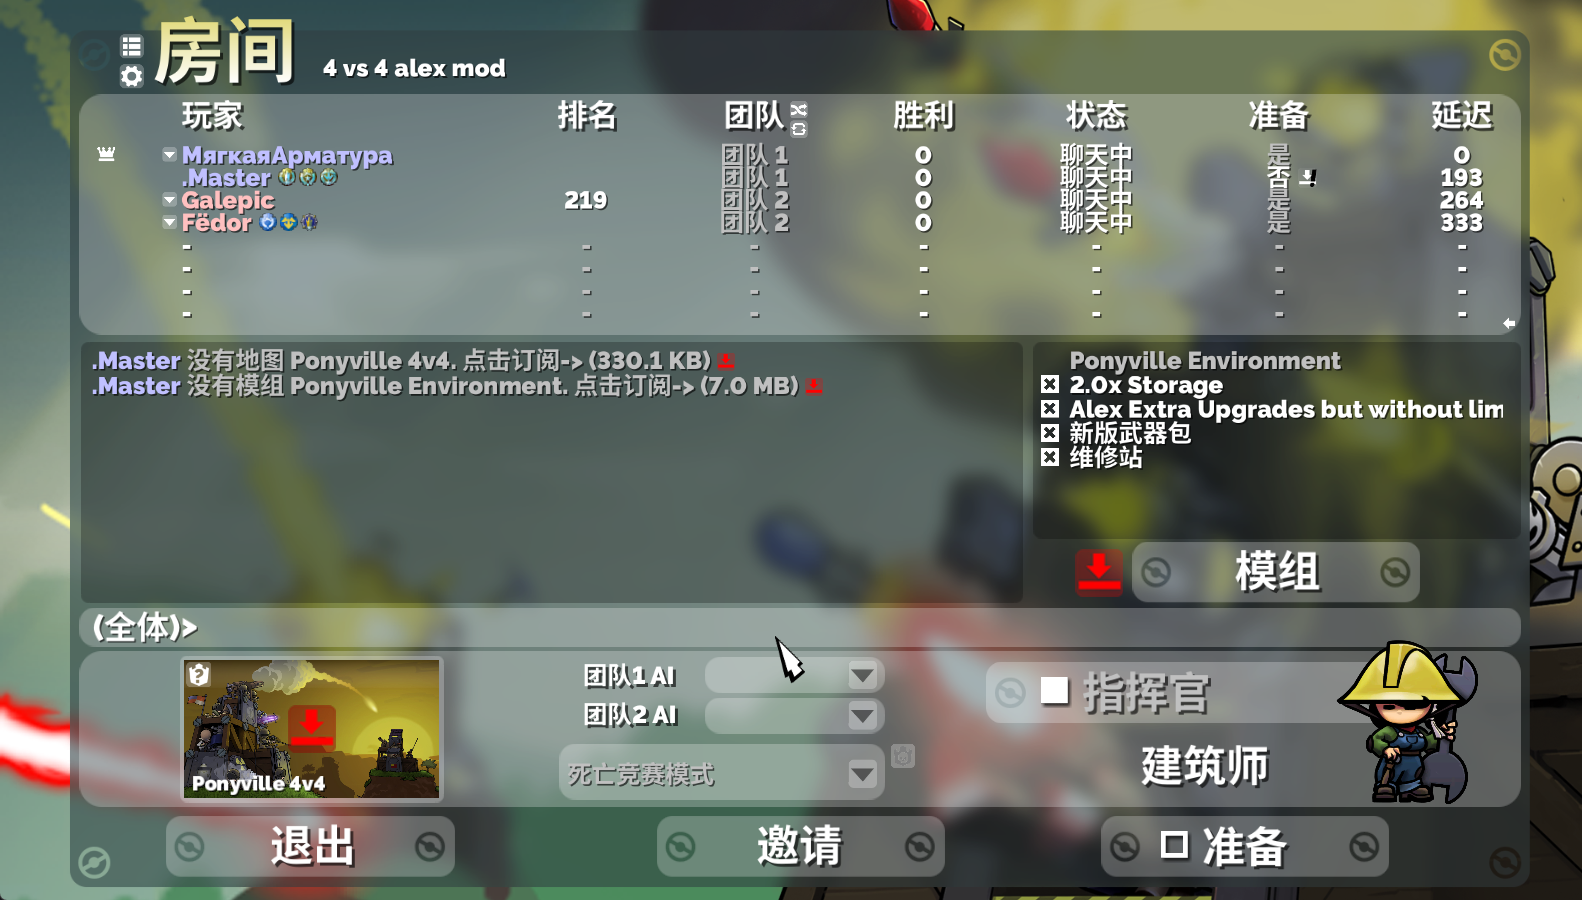 房间 4 vs 4 alex mod
玩家 排名 团队 胜利 状态 准备 延迟
МягкаяАрматура 团队 1 0 聊天中 是 0
.Master 团队 1 0 聊天中 否 193
Galepic 219 团队 2 0 聊天中 是 264
Fëdor 团队 2 0 聊天中 是 333
- - - - - - -
- - - - - - -
- - - - - - -
- - - - - - -
.Master 没有地图 Ponyville 4v4. 点击订阅-> (330.1 KB)
.Master 没有模组 Ponyville Environment. 点击订阅-> (7.0 MB)
Ponyville Environment
2.0x Storage
Alex Extra Upgrades but without lim
新版武器包
维修站
模组
(全体)>
Ponyville 4v4
团队1 AI
团队2 AI
死亡竞赛模式
指挥官
建筑师
退出 邀请 准备